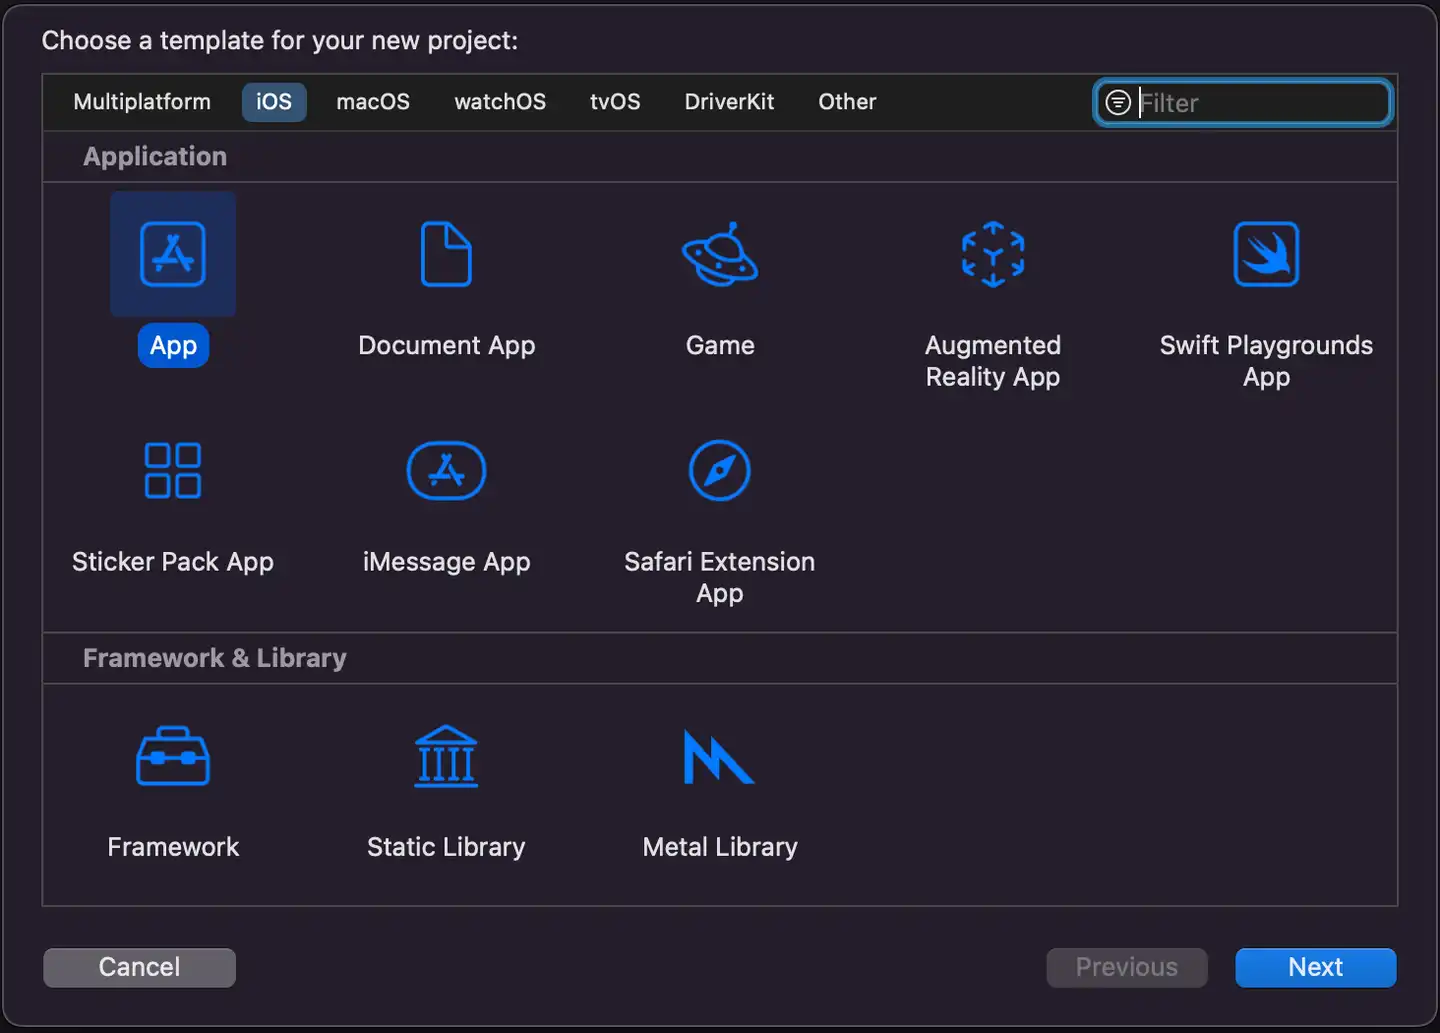 Choose a template for your new project:
Multiplatform iOS macOS watchOS tvOS DriverKit Other Filter
Application
App Document App Game Augmented Reality App Swift Playgrounds App
Sticker Pack App iMessage App Safari Extension App
Framework & Library
Framework Static Library Metal Library
Cancel Previous Next